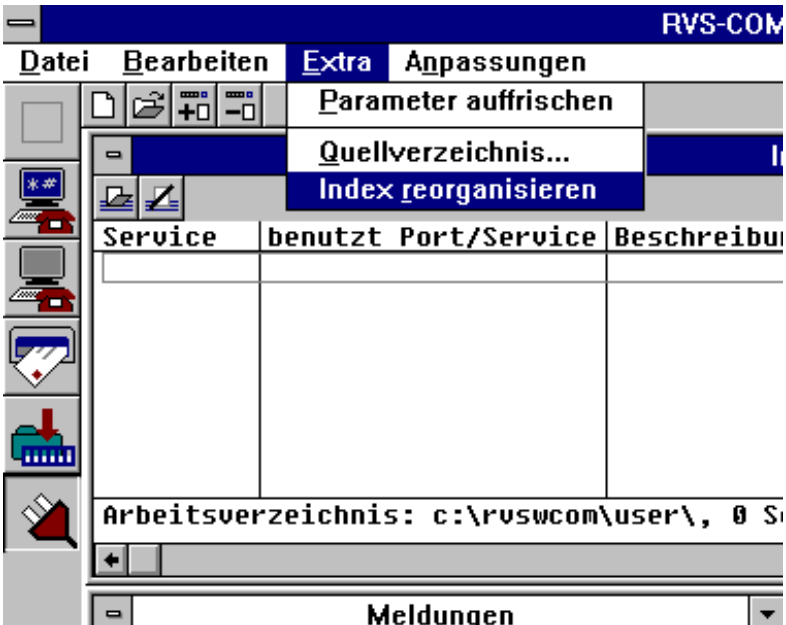 RVS-COM
Datei Bearbeiten Extra Anpassungen
Parameter auffrischen
Quellverzeichnis...
Index reorganisieren
* #
Service benutzt Port/Service Beschreibu
Arbeitsverzeichnis: c:\rvswcom\user\, 0 S
Meldungen